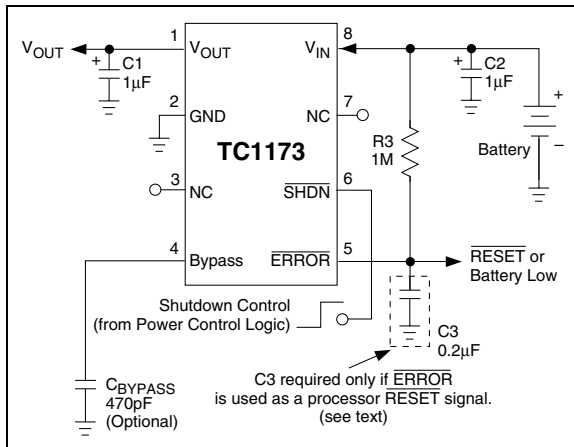 1
8
VOUT
VOUT
VIN
+
C1
1µF
+
C2
1µF
2
GND
7
NC
TC1173
R3
1M
+
Battery
–
3
NC
6
SHDN
4
Bypass
5
ERROR
RESET or
Battery Low
Shutdown Control
(from Power Control Logic)
C3
0.2µF
CBYPASS
470pF
(Optional)
C3 required only if ERROR
is used as a processor RESET signal.
(see text)